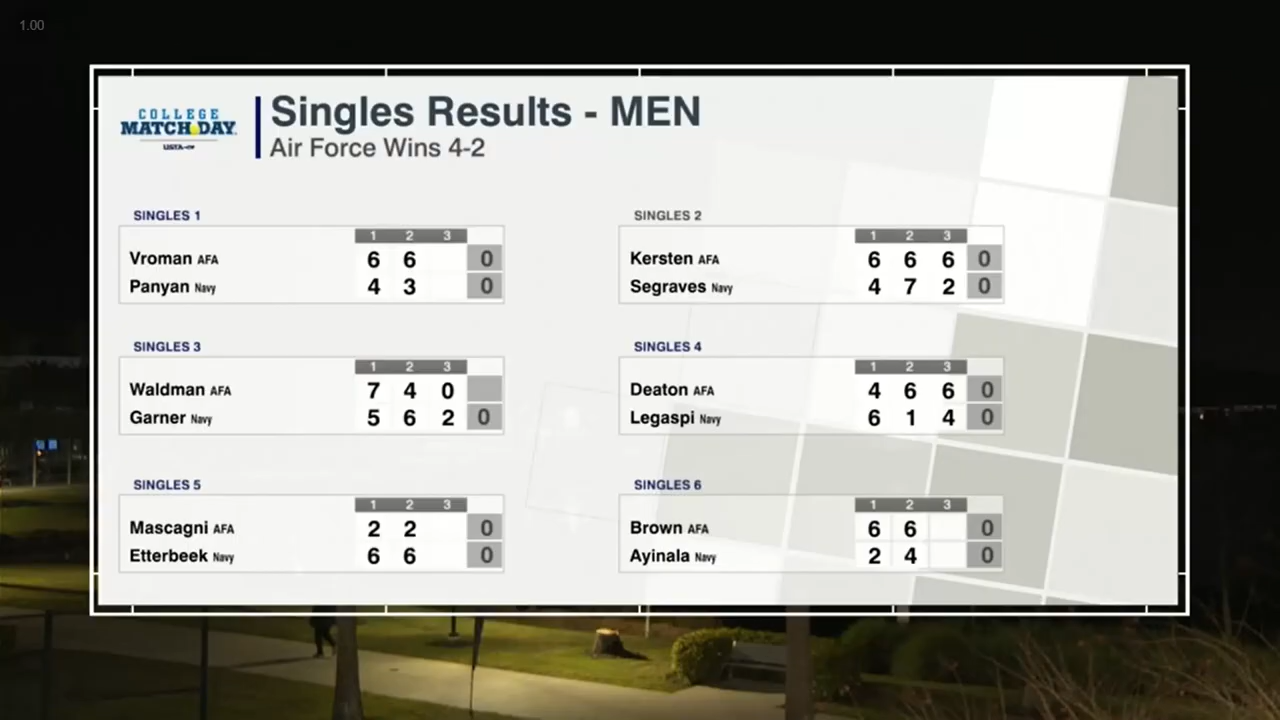 1.00
COLLEGE
MATCHDAY
USTA
Singles Results - MEN
Air Force Wins 4-2
SINGLES 1
1 2 3
Vroman AFA 6 6 0
Panyan Navy 4 3 0
SINGLES 2
1 2 3
Kersten AFA 6 6 6 0
Segraves Navy 4 7 2 0
SINGLES 3
1 2 3
Waldman AFA 7 4 0
Garner Navy 5 6 2 0
SINGLES 4
1 2 3
Deaton AFA 4 6 6 0
Legaspi Navy 6 1 4 0
SINGLES 5
1 2 3
Mascagni AFA 2 2 0
Etterbeek Navy 6 6 0
SINGLES 6
1 2 3
Brown AFA 6 6 0
Ayinala Navy 2 4 0